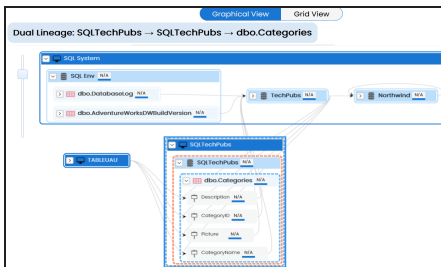 Graphical View Grid View
Dual Lineage: SQLTechPubs → SQLTechPubs → dbo.Categories
SQL System
SQL Env N/A
dbo.DatabaseLog N/A
TechPubs N/A
Northwind N/A
dbo.AdventureWorksDWBuildVersion N/A
SQLTechPubs
TABLEUAU
SQLTechPubs N/A
dbo.Categories N/A
Description N/A
CategoryID N/A
Picture N/A
CategoryName N/A